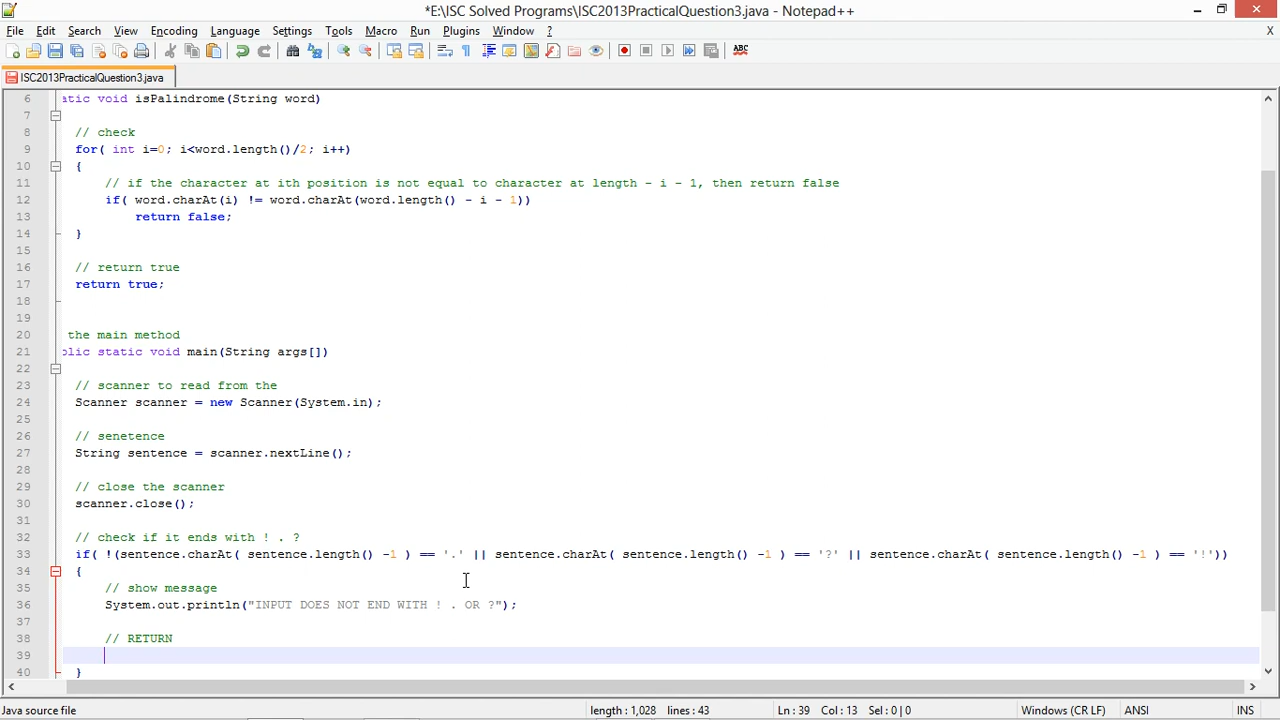 *E:\ISC Solved Programs\ISC2013PracticalQuestion3.java - Notepad++
File Edit Search View Encoding Language Settings Tools Macro Run Plugins Window ? X
ABC
ISC2013PracticalQuestion3.java
6 atic void isPalindrome(String word)
7
8 // check
9 for( int i=0; i<word.length()/2; i++)
10 {
11 // if the character at ith position is not equal to character at length - i - 1, then return false
12 if( word.charAt(i) != word.charAt(word.length() - i - 1))
13 return false;
14 }
15
16 // return true
17 return true;
18
19
20 the main method
21 blic static void main(String args[])
22
23 // scanner to read from the
24 Scanner scanner = new Scanner(System.in);
25
26 // senetence
27 String sentence = scanner.nextLine();
28
29 // close the scanner
30 scanner.close();
31
32 // check if it ends with ! . ?
33 if( !(sentence.charAt( sentence.length() -1 ) == '.' || sentence.charAt( sentence.length() -1 ) == '?' || sentence.charAt( sentence.length() -1 ) == '!'))
34 {
35 // show message
36 System.out.println("INPUT DOES NOT END WITH ! . OR ?");
37
38 // RETURN
39
40 }
Java source file length : 1,028 lines : 43 Ln : 39 Col : 13 Sel : 0 | 0 Windows (CR LF) ANSI INS